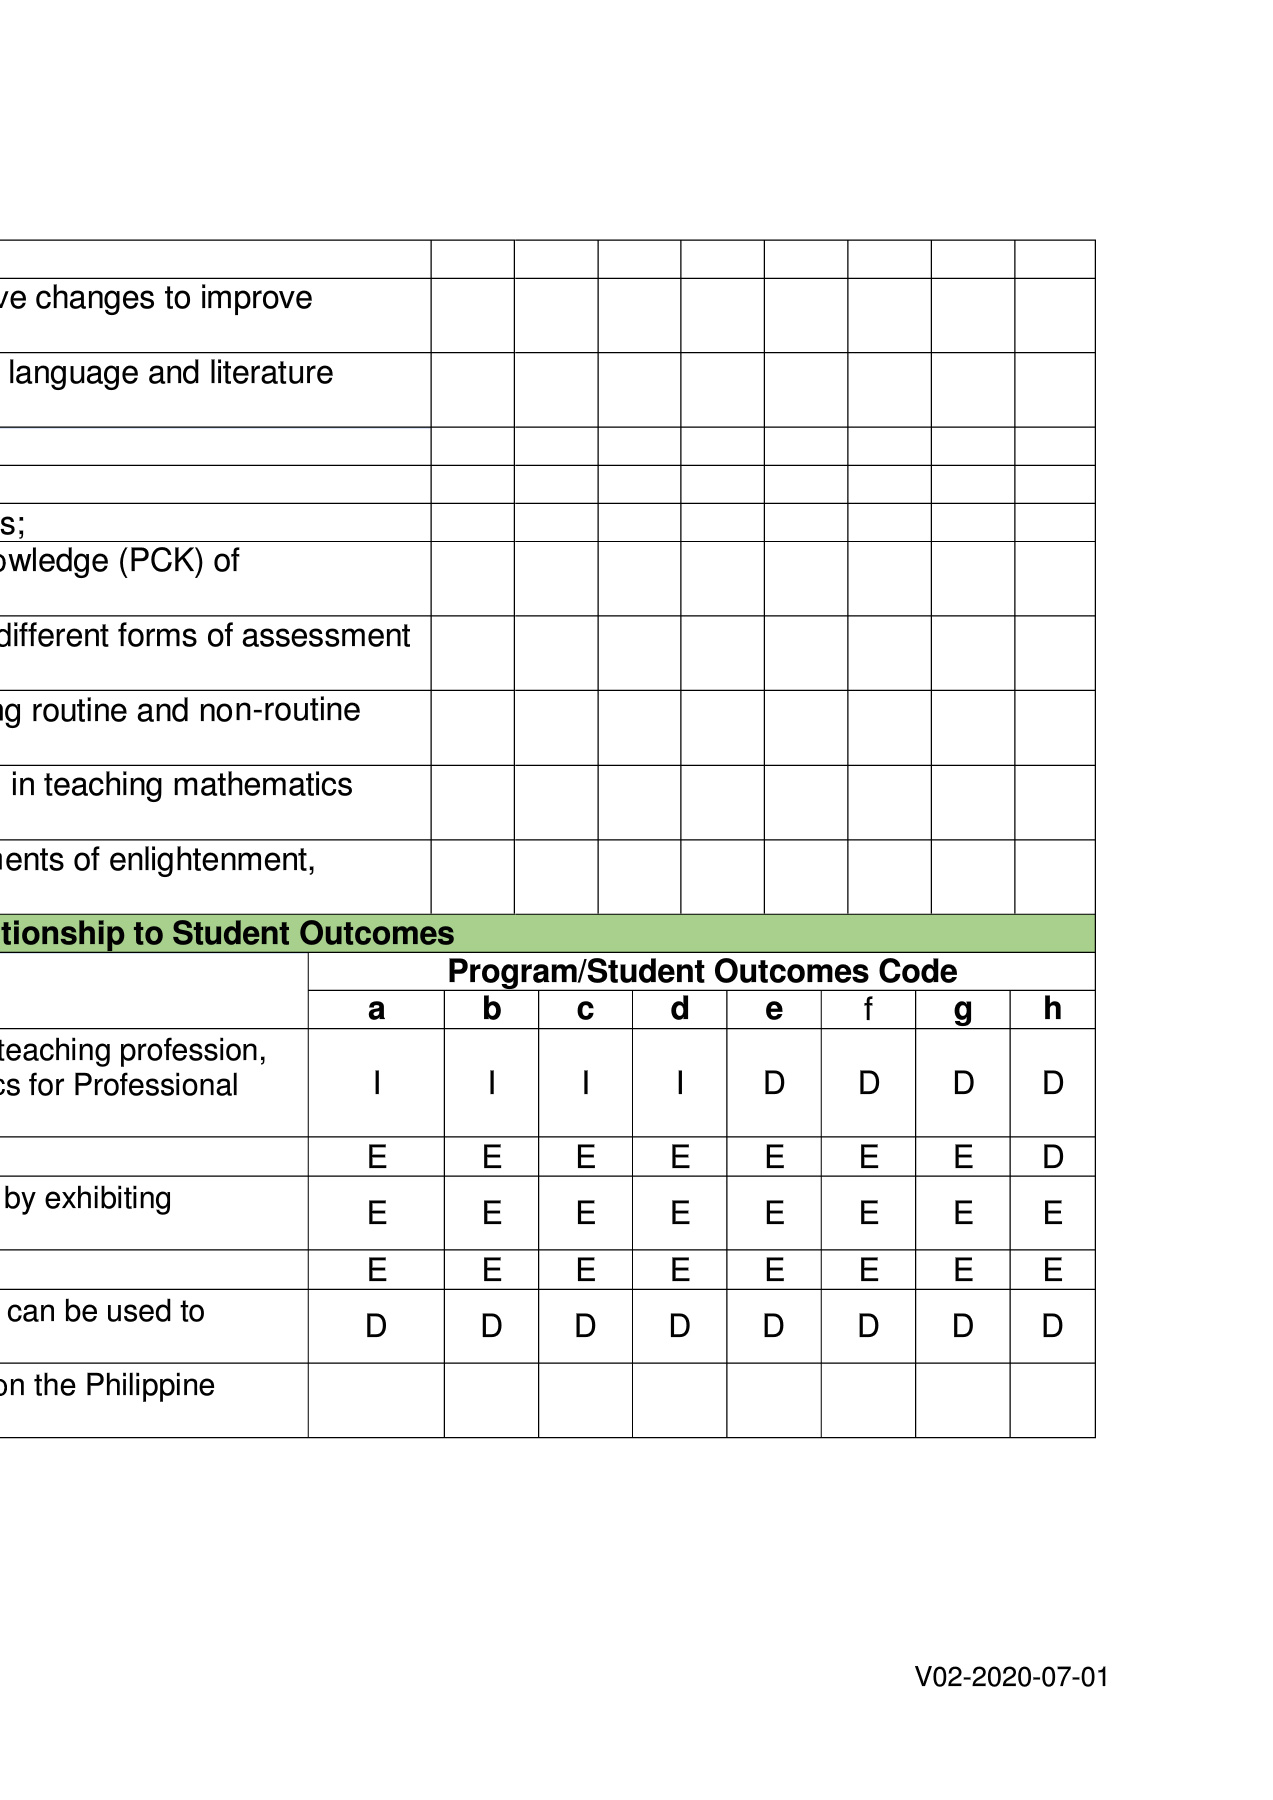 ve changes to improve
language and literature
s;
owledge (PCK) of
different forms of assessment
ng routine and non-routine
in teaching mathematics
ments of enlightenment,
tionship to Student Outcomes
Program/Student Outcomes Code
a b c d e f g h
teaching profession,
cs for Professional
I I I I D D D D
E E E E E E E D
by exhibiting
E E E E E E E E
E E E E E E E E
can be used to
D D D D D D D D
on the Philippine
V02-2020-07-01